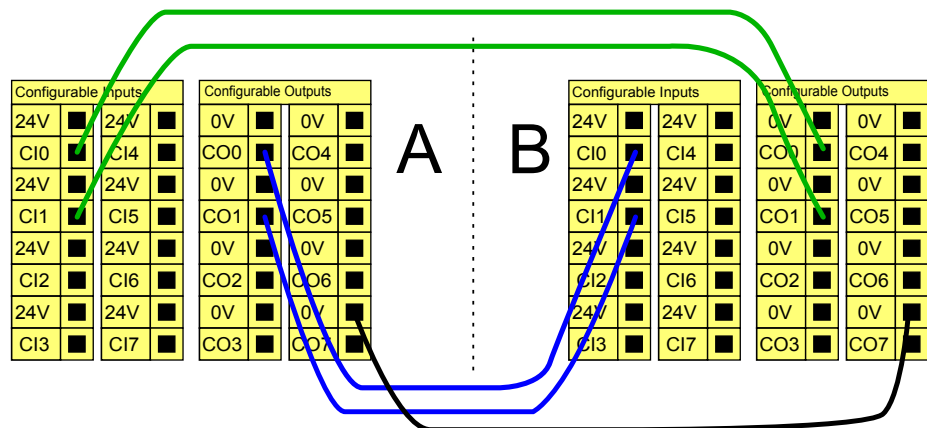 Configurable Inputs
24V 24V
CI0 CI4
24V 24V
CI1 CI5
24V 24V
CI2 CI6
24V 24V
CI3 CI7
Configurable Outputs
0V 0V
CO0 CO4
0V 0V
CO1 CO5
0V 0V
CO2 CO6
0V 0V
CO3 CO7
A
B
Configurable Inputs
24V 24V
CI0 CI4
24V 24V
CI1 CI5
24V 24V
CI2 CI6
24V 24V
CI3 CI7
Configurable Outputs
0V 0V
CO0 CO4
0V 0V
CO1 CO5
0V 0V
CO2 CO6
0V 0V
CO3 CO7